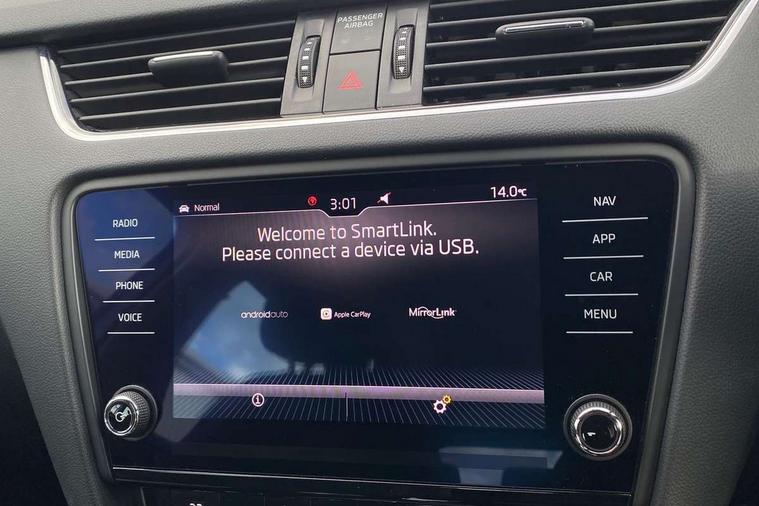 PASSENGER
AIRBAG
Normal
3:01
14.0°C
Welcome to SmartLink.
Please connect a device via USB.
androidauto
Apple CarPlay
MirrorLink
RADIO
MEDIA
PHONE
VOICE
NAV
APP
CAR
MENU